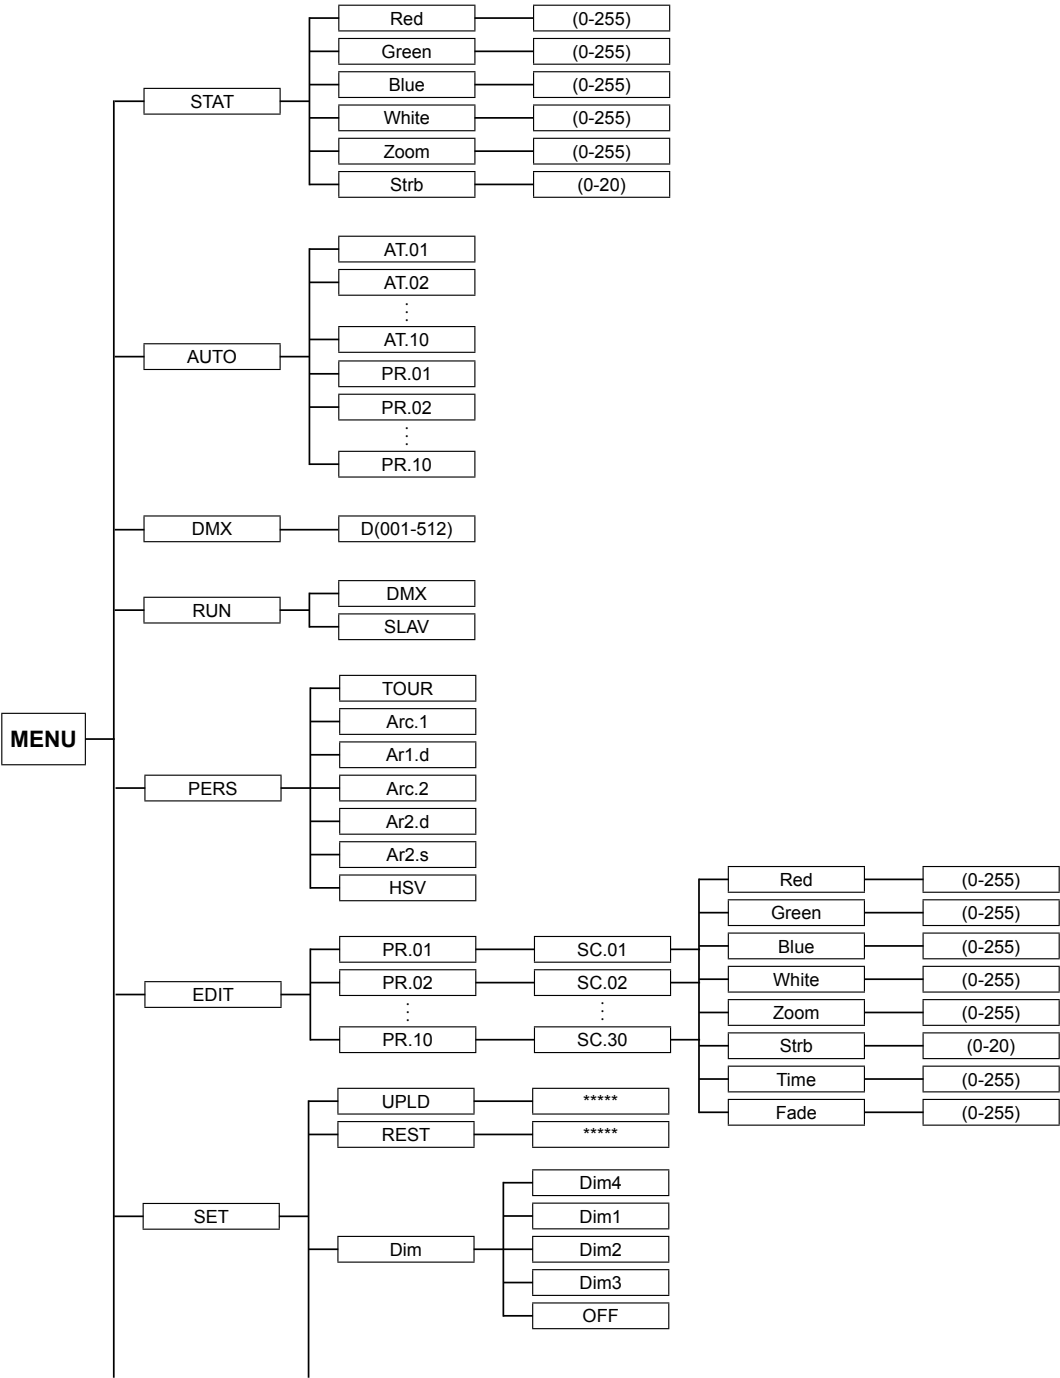 Red (0-255)
Green (0-255)
Blue (0-255)
STAT
White (0-255)
Zoom (0-255)
Strb (0-20)
AT.01
AT.02
AT.10
AUTO
PR.01
PR.02
PR.10
DMX D(001-512)
DMX
RUN
SLAV
TOUR
Arc.1
MENU
Ar1.d
PERS Arc.2
Ar2.d
Ar2.s
HSV
Red (0-255)
Green (0-255)
PR.01 SC.01 Blue (0-255)
EDIT PR.02 SC.02 White (0-255)
Zoom (0-255)
PR.10 SC.30 Strb (0-20)
Time (0-255)
Fade (0-255)
UPLD *****
REST *****
Dim4
SET Dim1
Dim Dim2
Dim3
OFF